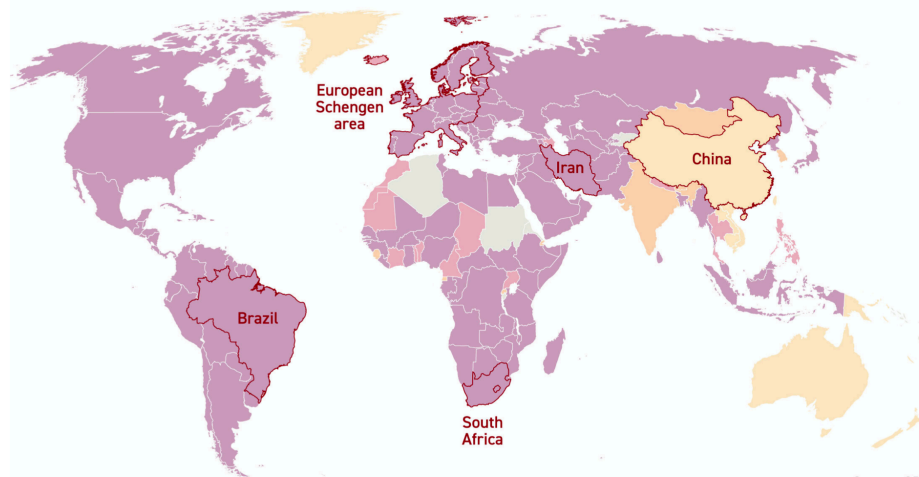 European
Schengen
area
Iran
China
Brazil
South
Africa